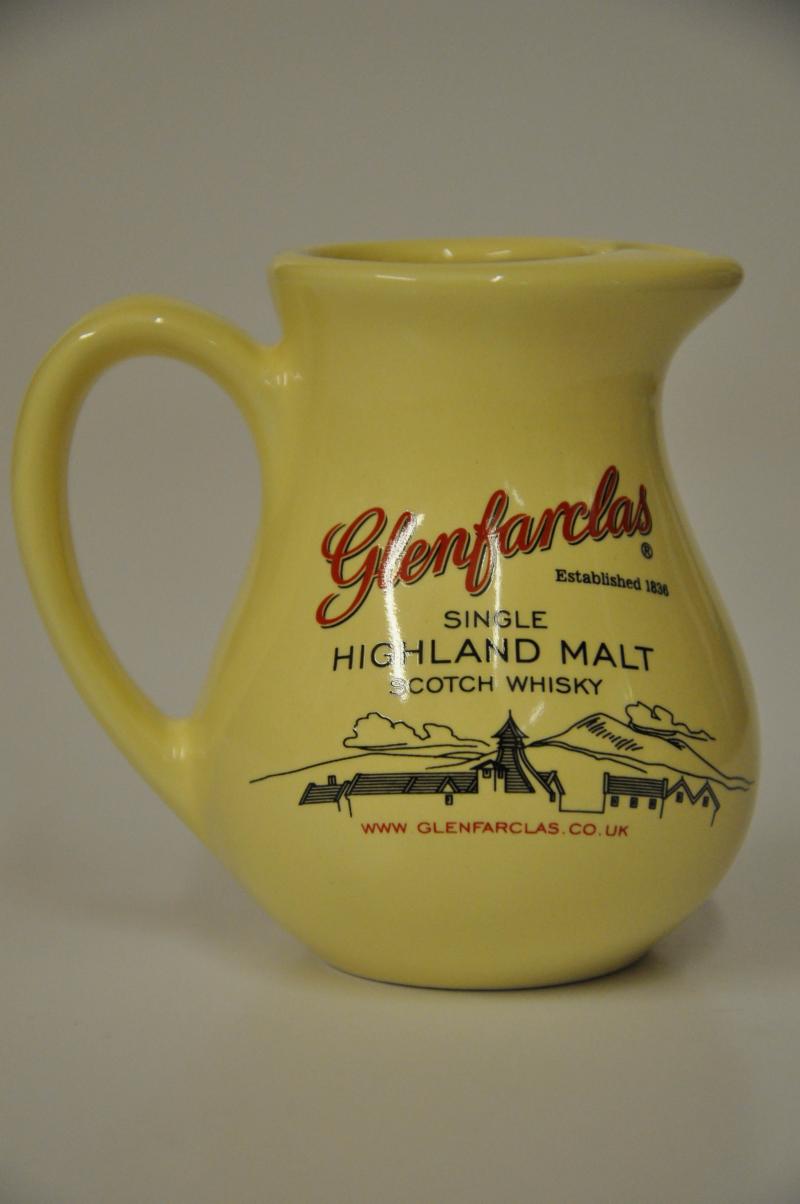 Glenfarclas®
Established 1836
SINGLE
HIGHLAND MALT
SCOTCH WHISKY
WWW GLENFARCLAS.CO.UK